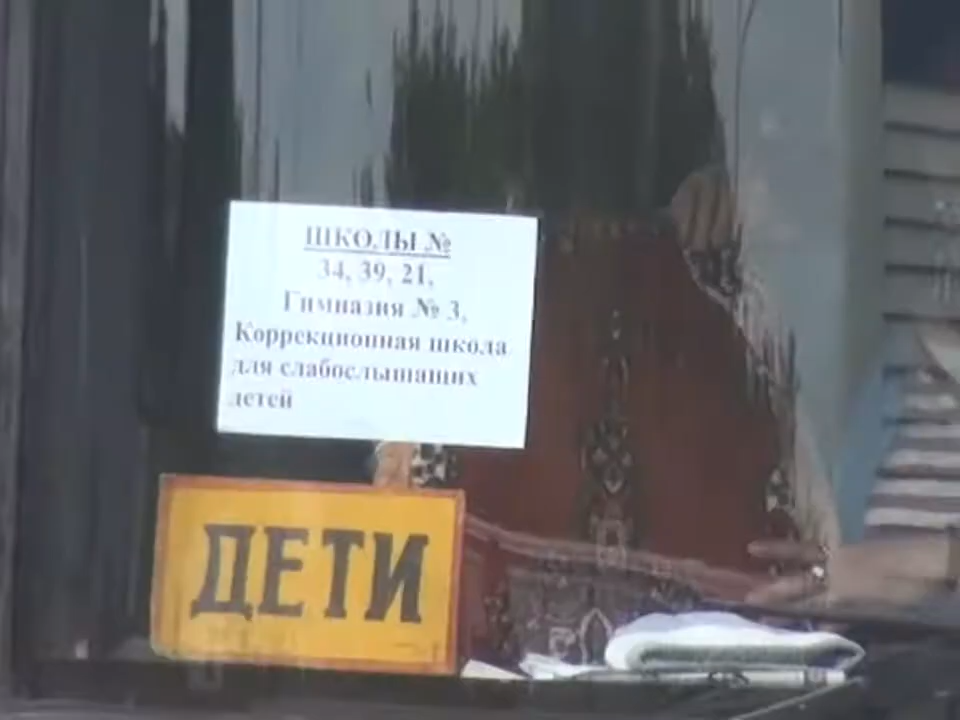 ШКОЛЫ №
34, 39, 21,
Гимназия № 3,
Коррекционная школа
для слабослышащих
детей
ДЕТИ